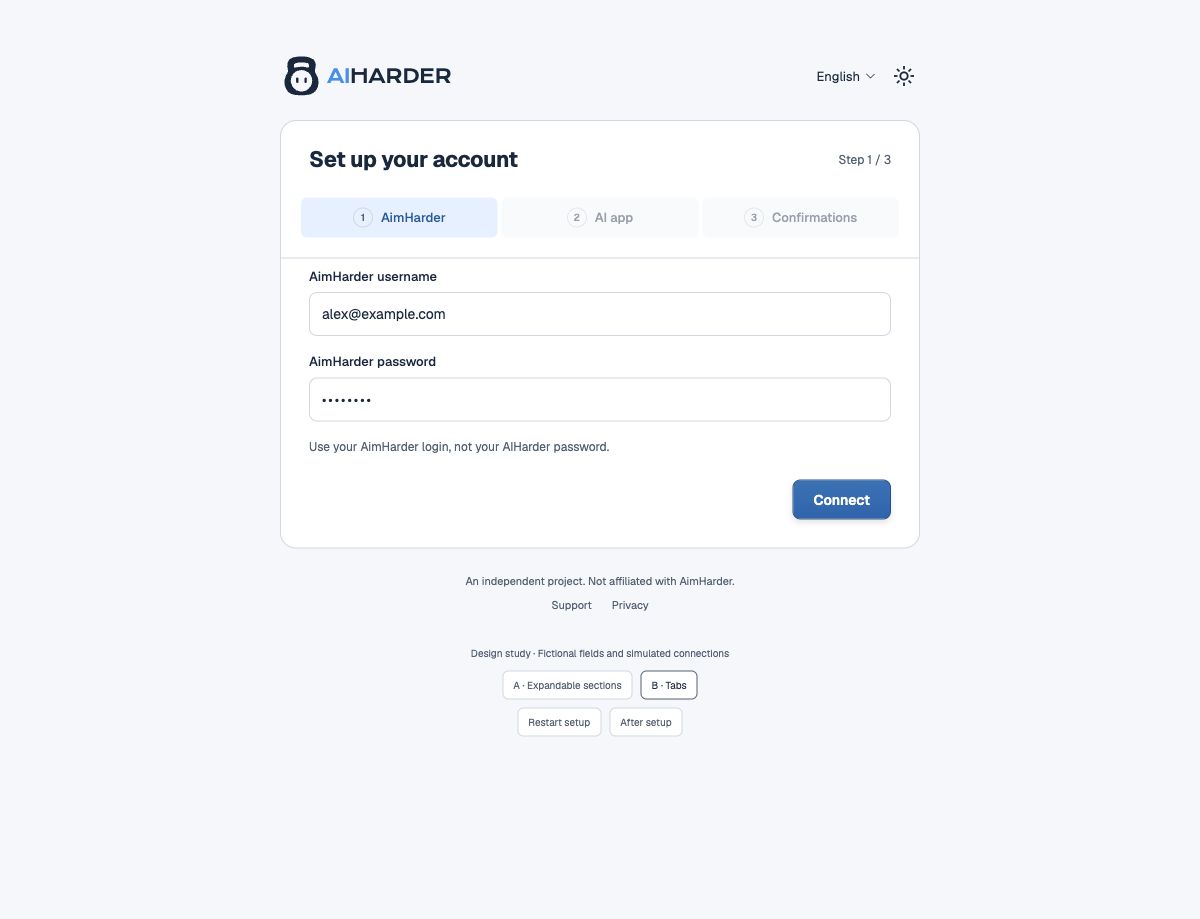 AIHARDER
English
Set up your account
Step 1 / 3
1 AimHarder
2 AI app
3 Confirmations
AimHarder username
alex@example.com
AimHarder password
••••••••
Use your AimHarder login, not your AIHarder password.
Connect
An independent project. Not affiliated with AimHarder.
Support Privacy
Design study · Fictional fields and simulated connections
A · Expandable sections B · Tabs
Restart setup After setup